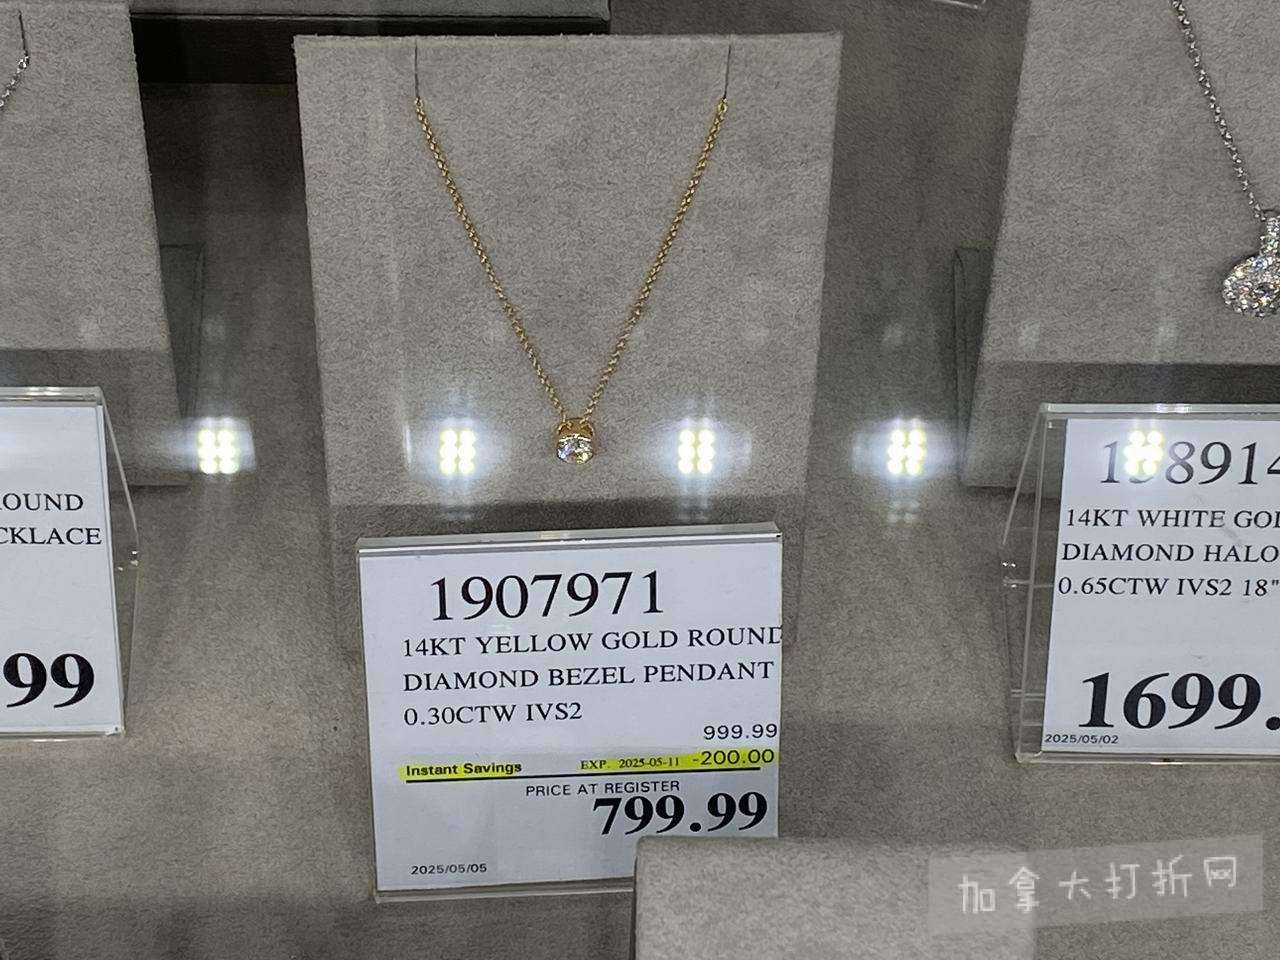 OUND
CKLACE
99
1907971
14KT YELLOW GOLD ROUND
DIAMOND BEZEL PENDANT
0.30CTW IVS2
999.99
Instant Savings EXP. 2025-05-11 -200.00
PRICE AT REGISTER
799.99
2025/05/05
14KT WHITE GOL
DIAMOND HALO
0.65CTW IVS2 18"
1699.
2025/05/02
加拿大打折网